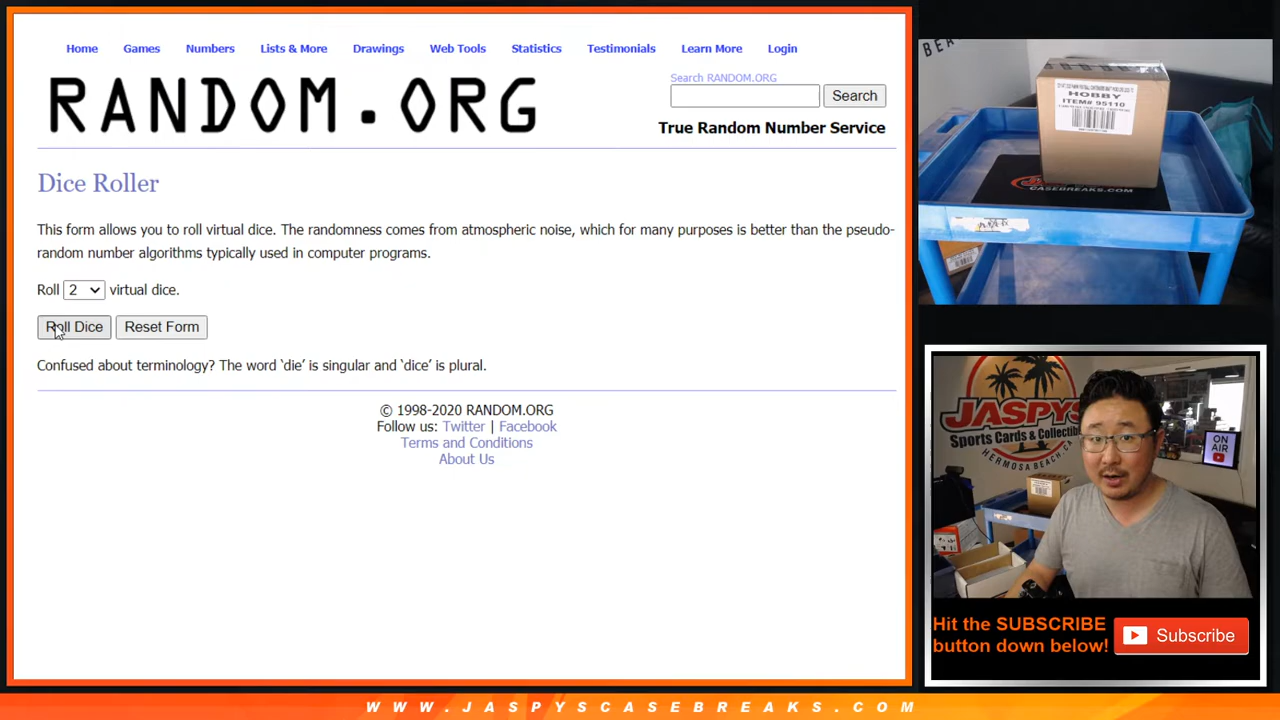 Home Games Numbers Lists & More Drawings Web Tools Statistics Testimonials Learn More Login
RANDOM.ORG
Search RANDOM.ORG
Search
True Random Number Service
Dice Roller
This form allows you to roll virtual dice. The randomness comes from atmospheric noise, which for many purposes is better than the pseudo-
random number algorithms typically used in computer programs.
Roll 2 virtual dice.
Roll Dice Reset Form
Confused about terminology? The word ‘die’ is singular and ‘dice’ is plural.
© 1998-2020 RANDOM.ORG
Follow us: Twitter | Facebook
Terms and Conditions
About Us
HOBBY
ITEM# 95110
CASEBREAKS.COM
JASPYS
Sports Cards & Collectib
HERMOSA BEACH, CA
ON
AIR
Hit the SUBSCRIBE
button down below!
Subscribe
WWW.JASPYSCASEBREAKS.COM